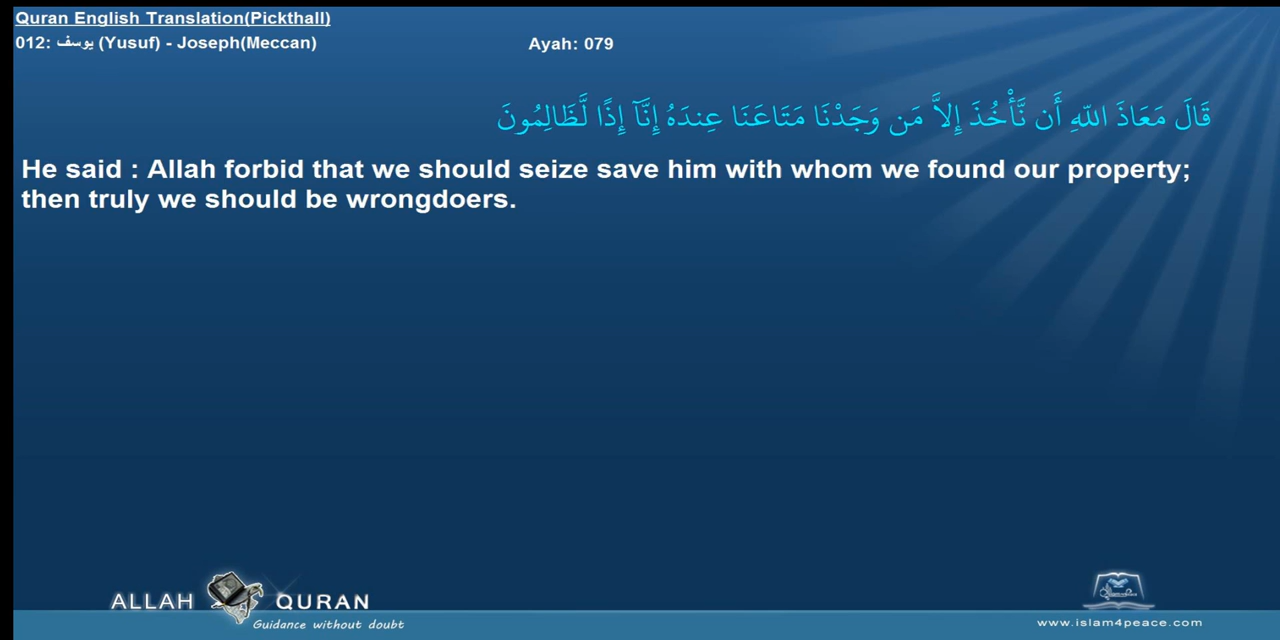 Quran English Translation(Pickthall)
012: يوسف (Yusuf) - Joseph(Meccan)
Ayah: 079
قَالَ مَعَاذَ اللّهِ أَن نَّأْخُذَ إِلاَّ مَن وَجَدْنَا مَتَاعَنَا عِندَهُ إِنَّآ إِذًا لَّظَالِمُونَ
He said : Allah forbid that we should seize save him with whom we found our property;
then truly we should be wrongdoers.
ALLAH QURAN
Guidance without doubt
www.islam4peace.com